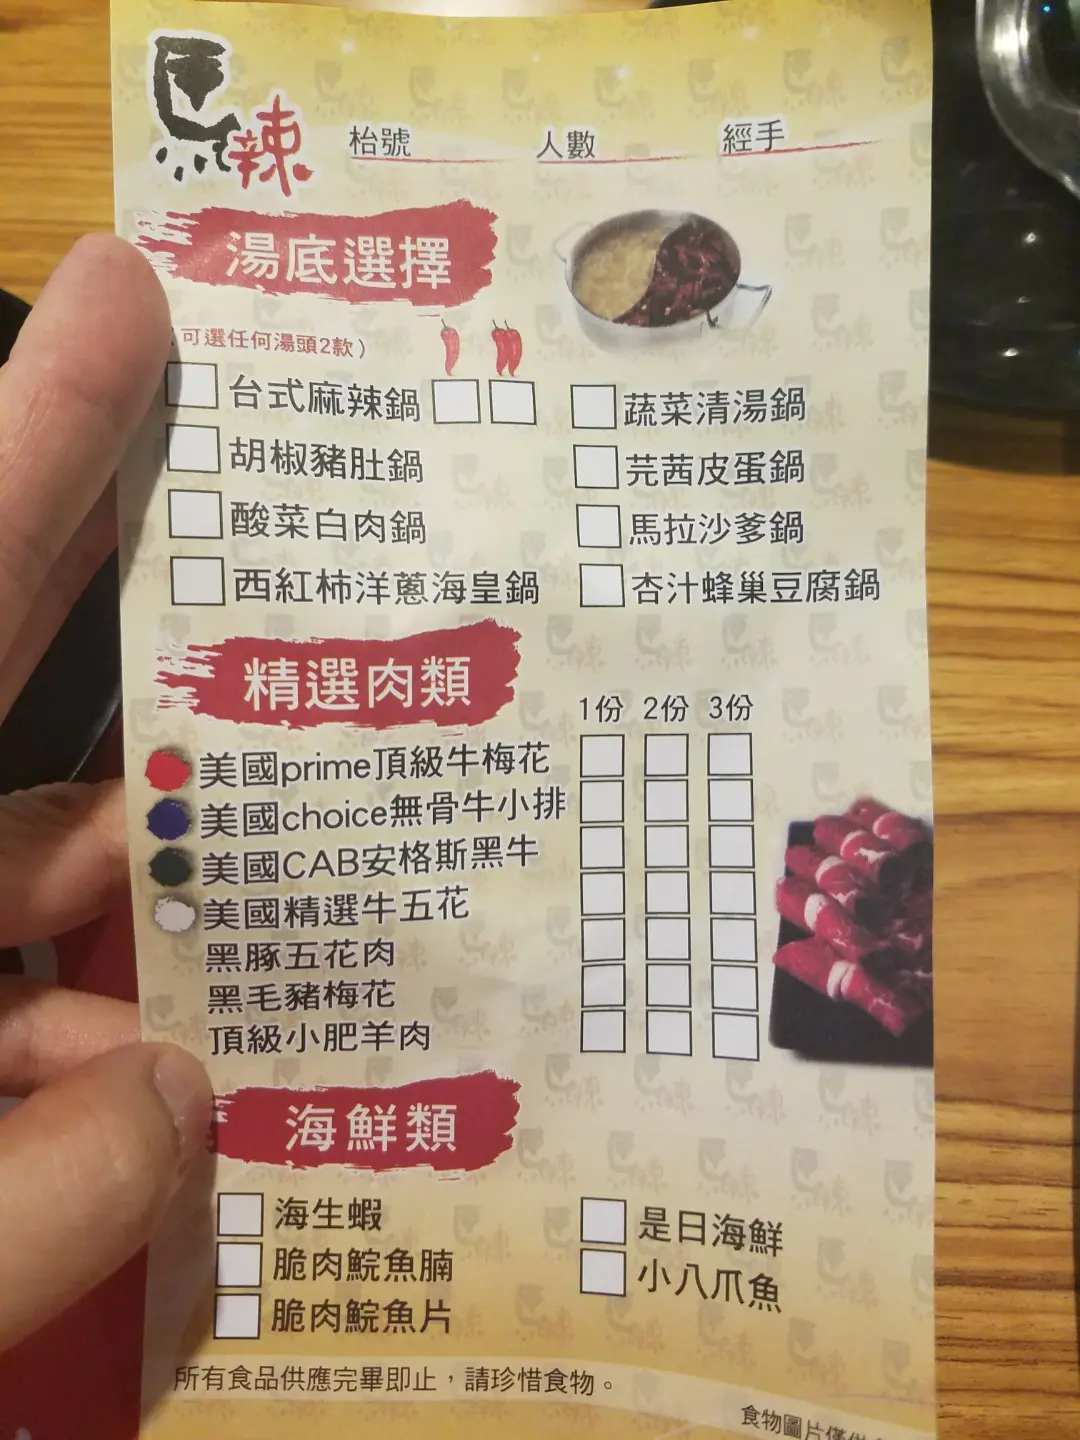 馬辣
枱號 人數 經手
湯底選擇
(可選任何湯頭2款)
台式麻辣鍋
蔬菜清湯鍋
胡椒豬肚鍋
芫茜皮蛋鍋
酸菜白肉鍋
馬拉沙爹鍋
西紅柿洋蔥海皇鍋
杏汁蜂巢豆腐鍋
精選肉類
1份 2份 3份
美國prime頂級牛梅花
美國choice無骨牛小排
美國CAB安格斯黑牛
美國精選牛五花
黑豚五花肉
黑毛豬梅花
頂級小肥羊肉
海鮮類
海生蝦
是日海鮮
脆肉鯇魚腩
小八爪魚
脆肉鯇魚片
所有食品供應完畢即止，請珍惜食物。
食物圖片僅供